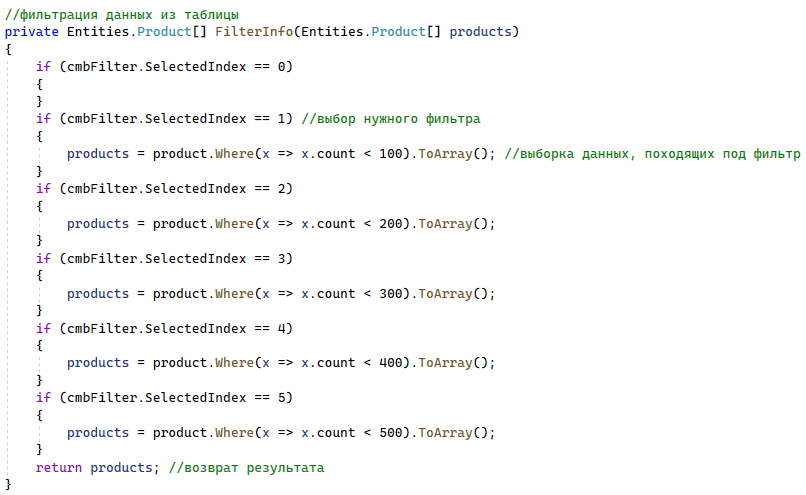 //фильтрация данных из таблицы
private Entities.Product[] FilterInfo(Entities.Product[] products)
{
    if (cmbFilter.SelectedIndex == 0)
    {
    }
    if (cmbFilter.SelectedIndex == 1) //выбор нужного фильтра
    {
        products = product.Where(x => x.count < 100).ToArray(); //выборка данных, походящих под фильтр
    }
    if (cmbFilter.SelectedIndex == 2)
    {
        products = product.Where(x => x.count < 200).ToArray();
    }
    if (cmbFilter.SelectedIndex == 3)
    {
        products = product.Where(x => x.count < 300).ToArray();
    }
    if (cmbFilter.SelectedIndex == 4)
    {
        products = product.Where(x => x.count < 400).ToArray();
    }
    if (cmbFilter.SelectedIndex == 5)
    {
        products = product.Where(x => x.count < 500).ToArray();
    }
    return products; //возврат результата
}